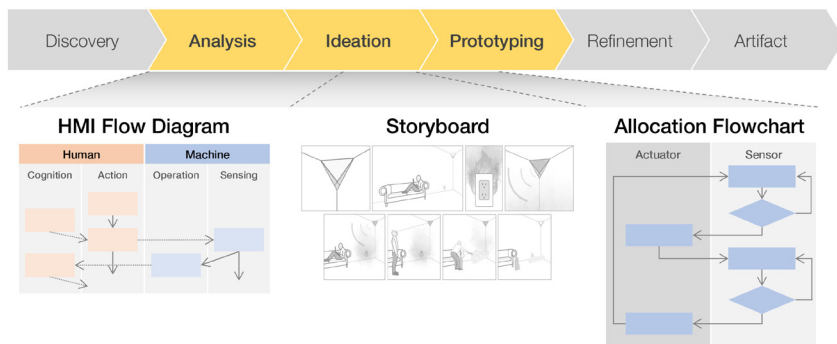 Discovery
Analysis
Ideation
Prototyping
Refinement
Artifact
HMI Flow Diagram
Human
Machine
Cognition
Action
Operation
Sensing
Storyboard
Allocation Flowchart
Actuator
Sensor